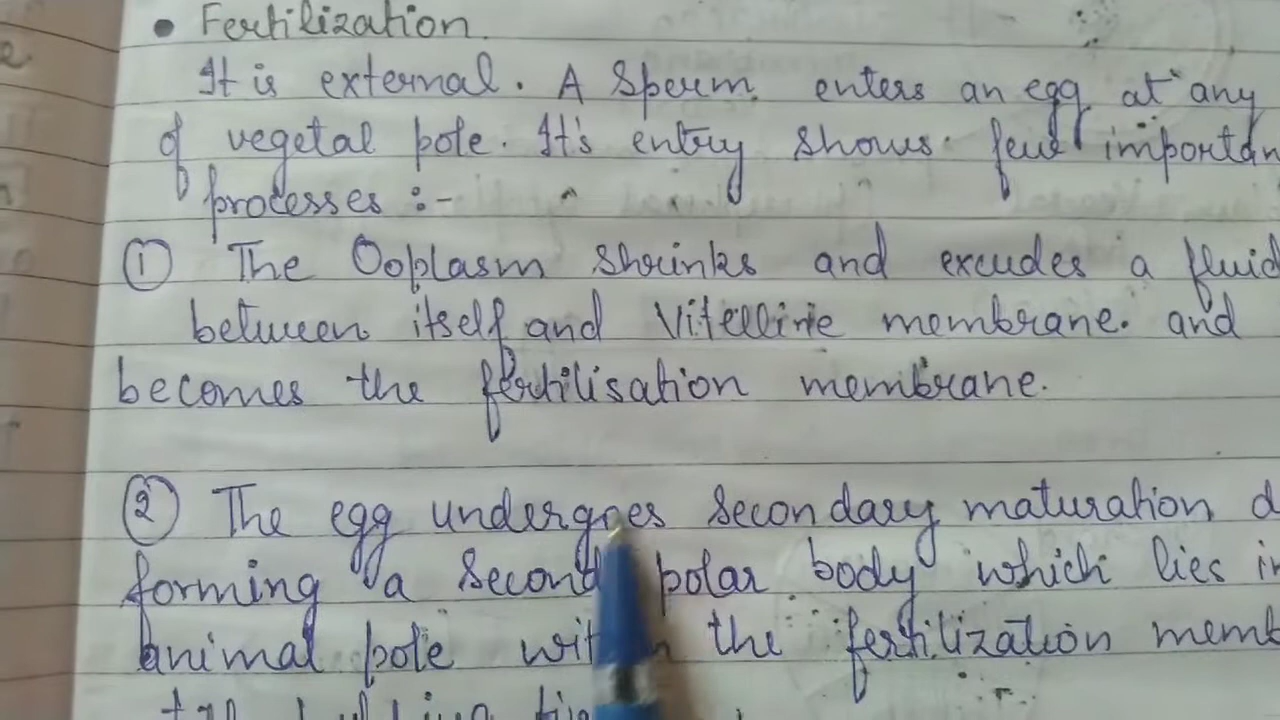 • Fertilization
It is external. A Sperm enters an egg at any
of vegetal pole. It's entry shows few importan
processes :-
① The Ooplasm shrinks and exudes a fluid
between itself and Vitelline membrane. and
becomes the fertilisation membrane.
② The egg undergoes secondary maturation d
forming a second polar body which lies in
animal pole the fertilization memb